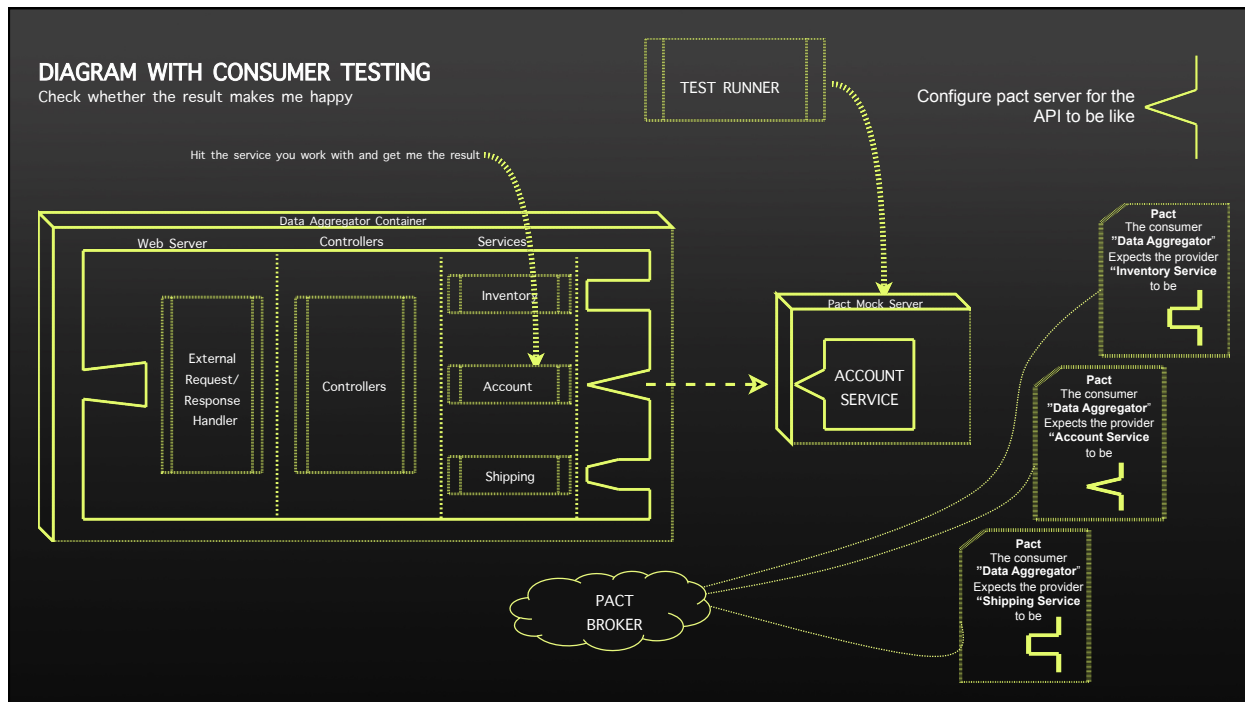 DIAGRAM WITH CONSUMER TESTING
Check whether the result makes me happy
TEST RUNNER
Configure pact server for the
API to be like
Hit the service you work with and get me the result
Data Aggregator Container
Web Server
Controllers
Services
External
Request/
Response
Handler
Controllers
Inventory
Account
Shipping
Pact Mock Server
ACCOUNT
SERVICE
PACT
BROKER
Pact
The consumer
"Data Aggregator"
Expects the provider
“Inventory Service
to be
Pact
The consumer
"Data Aggregator"
Expects the provider
“Account Service
to be
Pact
The consumer
"Data Aggregator"
Expects the provider
“Shipping Service
to be